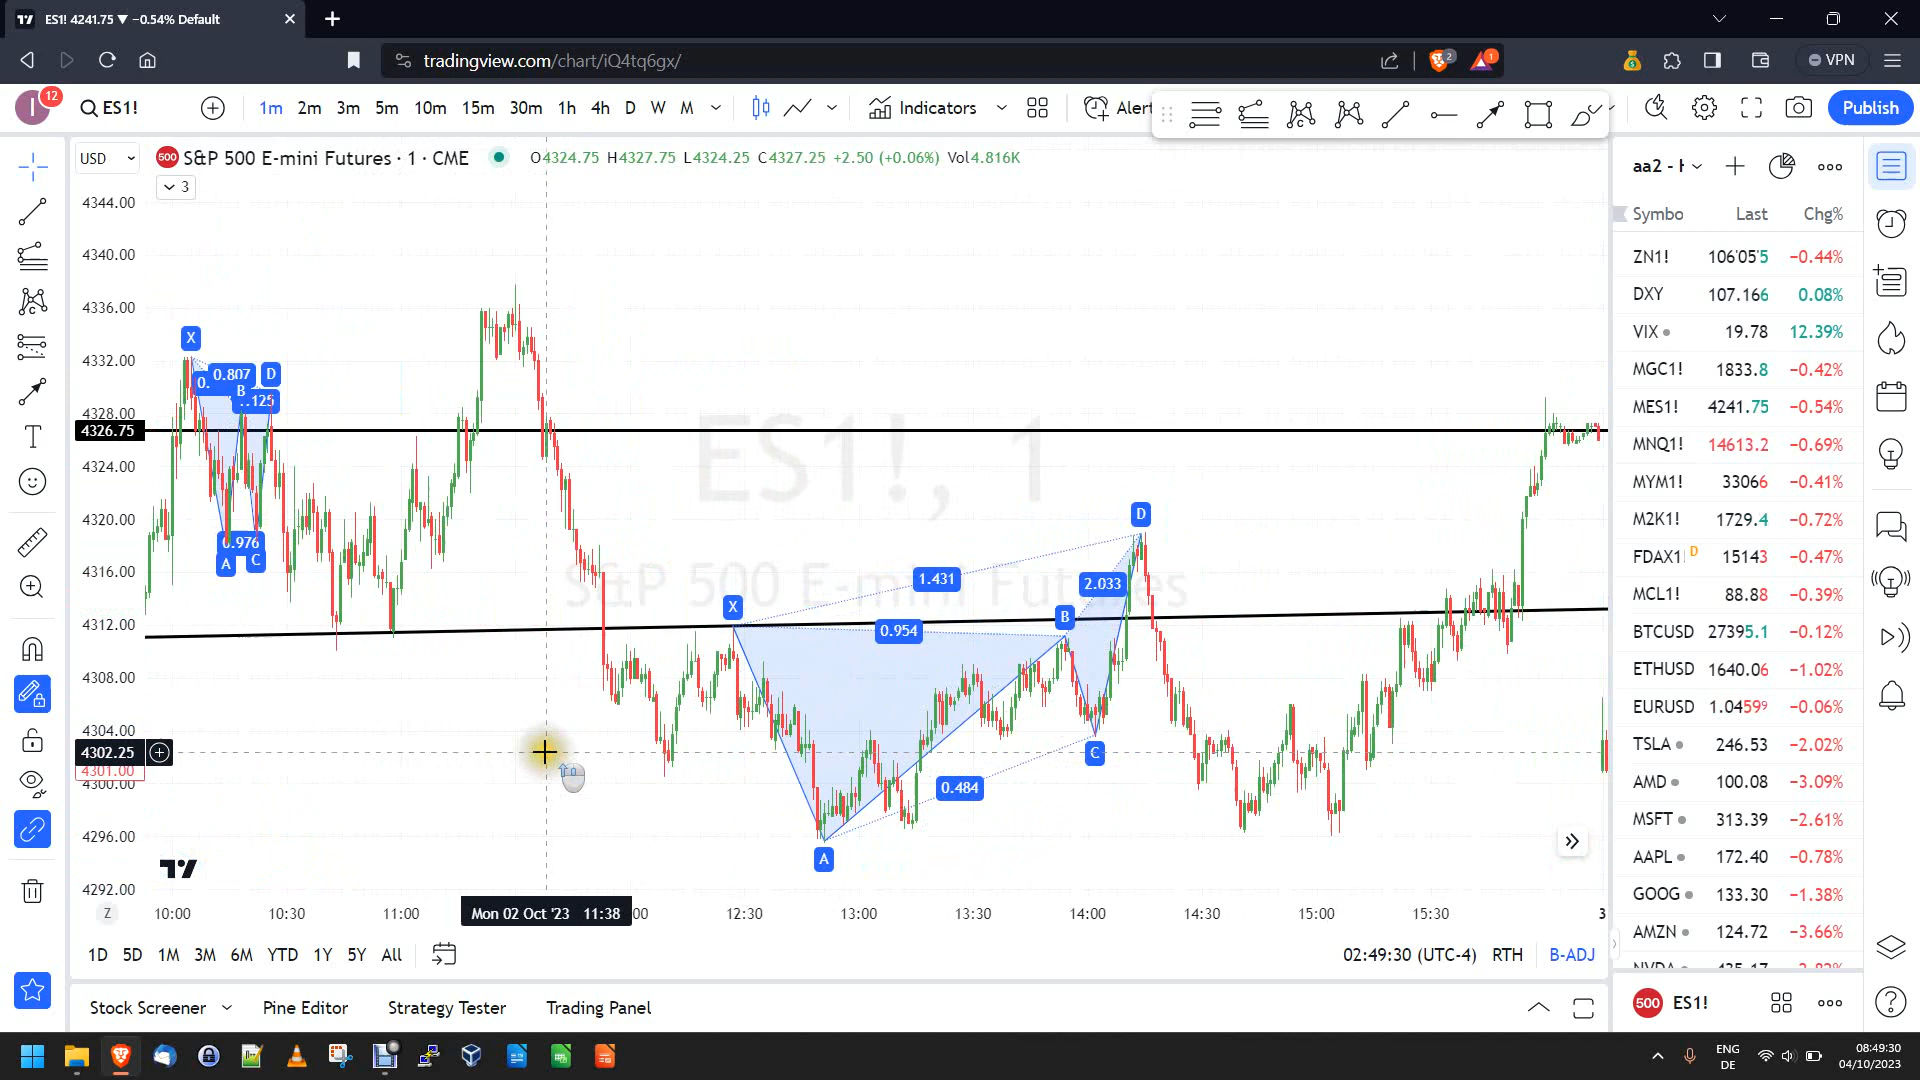 ES1! 4241.75 ▼ −0.54% Default
tradingview.com/chart/iQ4tq6gx/
2
1
VPN
I
12
ES1!
1m 2m 3m 5m 10m 15m 30m 1h 4h D W M
Indicators
Alert
Publish
USD
500
S&P 500 E-mini Futures · 1 · CME
O4324.75 H4327.75 L4324.25 C4327.25 +2.50 (+0.06%) Vol4.816K
3
4344.00
4340.00
4336.00
4332.00
4328.00
4326.75
4324.00
4320.00
4316.00
4312.00
4308.00
4304.00
4302.25
4301.00
4300.00
4296.00
4292.00
ES1!, 1
S&P 500 E-mini Futures
X
0.807
D
B
0.976
A
C
X
1.431
D
2.033
0.954
B
C
0.484
A
Z
10:00 10:30 11:00 Mon 02 Oct '23 11:38 :00 12:30 13:00 13:30 14:00 14:30 15:00 15:30 3
1D 5D 1M 3M 6M YTD 1Y 5Y All
02:49:30 (UTC-4) RTH B-ADJ
Stock Screener Pine Editor Strategy Tester Trading Panel
Symbo Last Chg%
ZN1! 106'05'5 −0.44%
DXY 107.166 0.08%
VIX 19.78 12.39%
MGC1! 1833.8 −0.42%
MES1! 4241.75 −0.54%
MNQ1! 14613.2 −0.69%
MYM1! 33066 −0.41%
M2K1! 1729.4 −0.72%
FDAX1 D 15143 −0.47%
MCL1! 88.88 −0.39%
BTCUSD 27395.1 −0.12%
ETHUSD 1640.06 −1.02%
EURUSD 1.04599 −0.06%
TSLA 246.53 −2.02%
AMD 100.08 −3.09%
MSFT 313.39 −2.61%
AAPL 172.40 −0.78%
GOOG 133.30 −1.38%
AMZN 124.72 −3.66%
500 ES1!
ENG
DE
08:49:30
04/10/2023